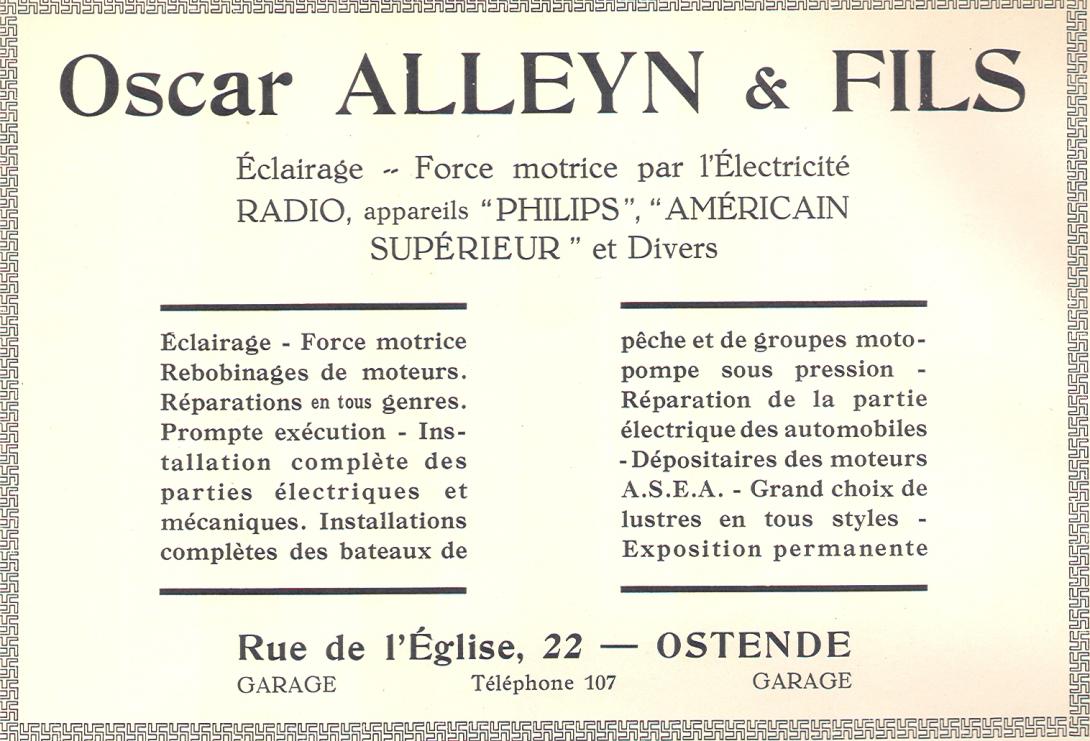 Oscar ALLEYN & FILS
Éclairage -- Force motrice par l'Électricité
RADIO, appareils "PHILIPS", "AMÉRICAIN
SUPÉRIEUR" et Divers
Éclairage - Force motrice
Rebobinages de moteurs.
Réparations en tous genres.
Prompte exécution - Ins-
tallation complète des
parties électriques et
mécaniques. Installations
complètes des bateaux de
pêche et de groupes moto-
pompe sous pression -
Réparation de la partie
électrique des automobiles
- Dépositaires des moteurs
A.S.E.A. - Grand choix de
lustres en tous styles -
Exposition permanente
Rue de l'Église, 22 — OSTENDE
GARAGE Téléphone 107 GARAGE